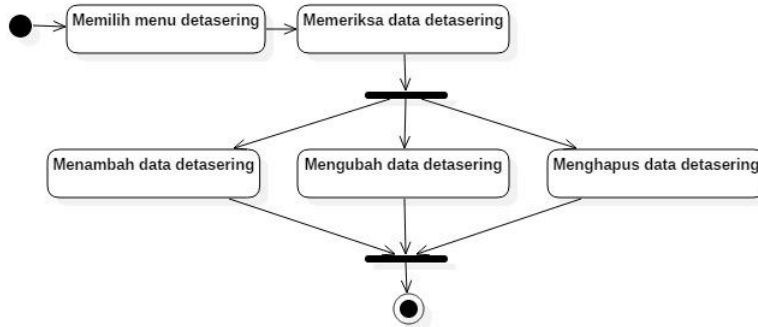 Memilih menu detasering
Memeriksa data detasering
Menambah data detasering
Mengubah data detasering
Menghapus data detasering